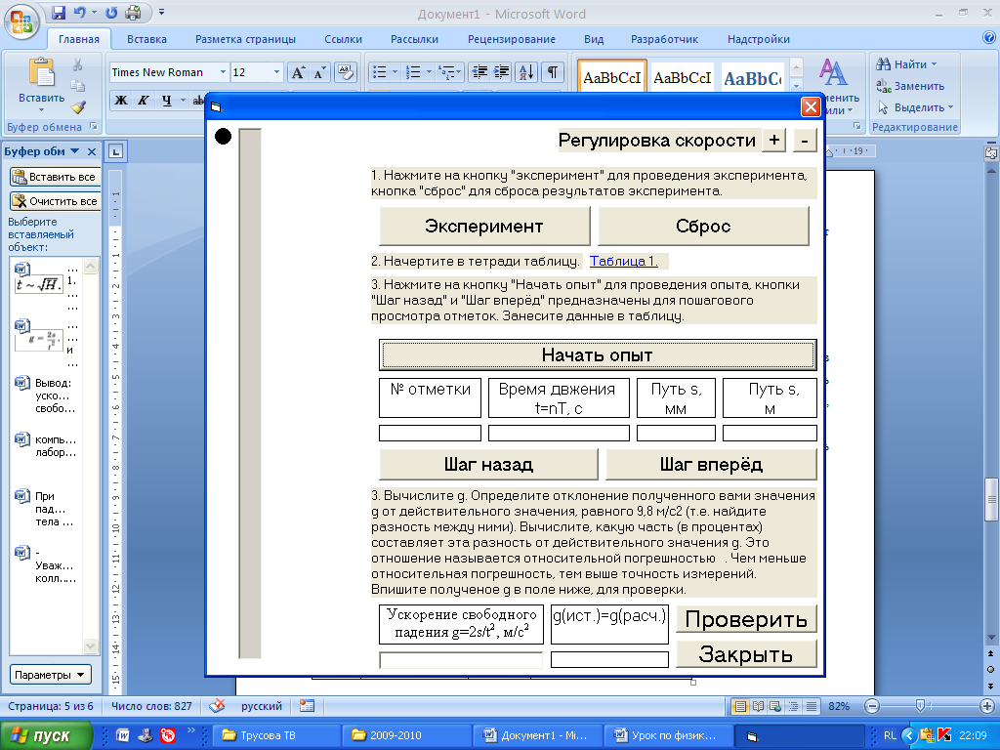 Документ1 - Microsoft Word
Главная Вставка Разметка страницы Ссылки Рассылки Рецензирование Вид Разработчик Надстройки
Вставить
Буфер обмена
Times New Roman 12
Ж К Ч ab
AaBbCcI AaBbCcI AaBbC
Найти
Заменить
Выделить
Редактирование
Буфер обм
Вставить все
Очистить все
Выберите
вставляемый
объект:
t ~ √H. 1.
g = 2s/t². и
Вывод:
уско...
свобо...
компь...
лабор...
При
пад...
тела ...
-
Уваж...
колл.....
Параметры
Регулировка скорости + -
1. Нажмите на кнопку "эксперимент" для проведения эксперимента,
кнопка "сброс" для сброса результатов эксперимента.
Эксперимент Сброс
2. Начертите в тетради таблицу. Таблица 1.
3. Нажмите на кнопку "Начать опыт" для проведения опыта, кнопки
"Шаг назад" и "Шаг вперёд" предназначены для пошагового
просмотра отметок. Занесите данные в таблицу.
Начать опыт
№ отметки Время двжения Путь s, Путь s,
t=nT, с мм м
Шаг назад Шаг вперёд
3. Вычислите g. Определите отклонение полученного вами значения
g от действительного значения, равного 9,8 м/с2 (т.е. найдите
разность между ними). Вычислите, какую часть (в процентах)
составляет эта разность от действительного значения g. Это
отношение называется относительной погрешностью . Чем меньше
относительная погрешность, тем выше точность измерений.
Впишите полученое g в поле ниже, для проверки.
Ускорение свободного g(ист.)=g(расч.) Проверить
падения g=2s/t², м/с²
Закрыть
Страница: 5 из 6 Число слов: 827 русский 82%
пуск Трусова ТВ 2009-2010 Документ1 - Mi... Урок по физик... RL 22:09